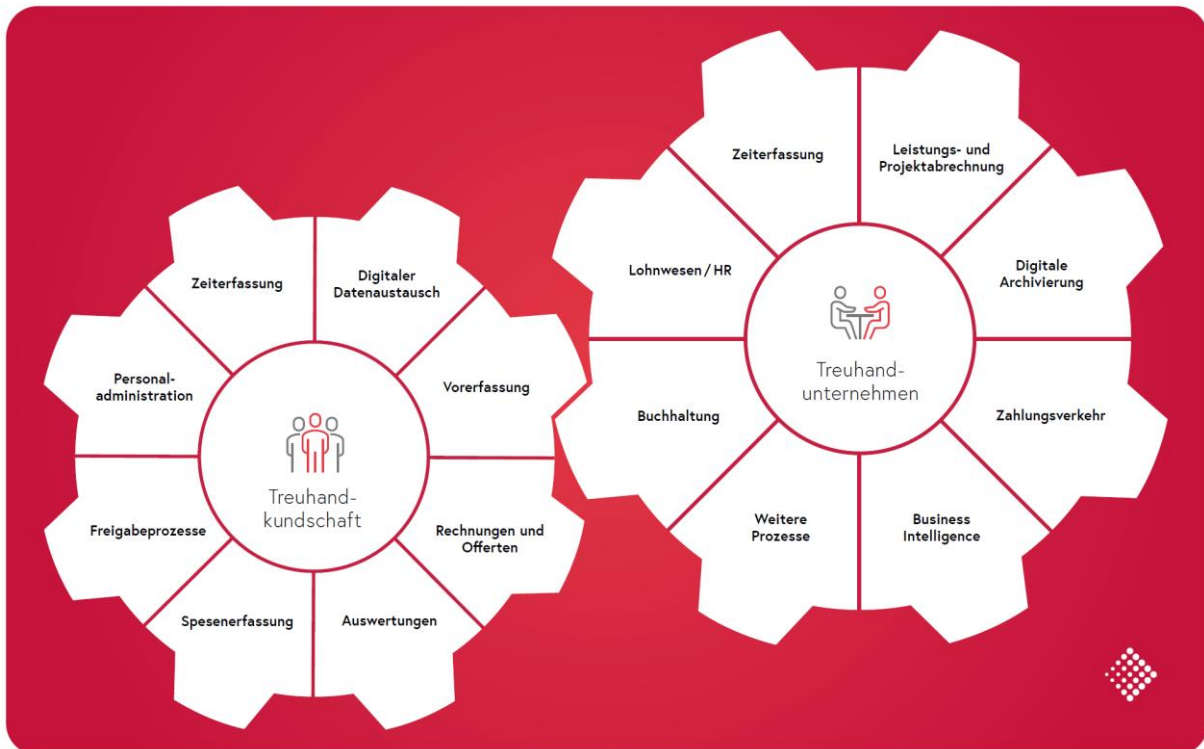 Zeiterfassung
Digitaler
Datenaustausch
Vorerfassung
Rechnungen und
Offerten
Auswertungen
Spesenerfassung
Freigabeprozesse
Personal-
administration
Treuhand-
kundschaft
Zeiterfassung
Leistungs- und
Projektabrechnung
Digitale
Archivierung
Zahlungsverkehr
Business
Intelligence
Weitere
Prozesse
Buchhaltung
Lohnwesen / HR
Treuhand-
unternehmen